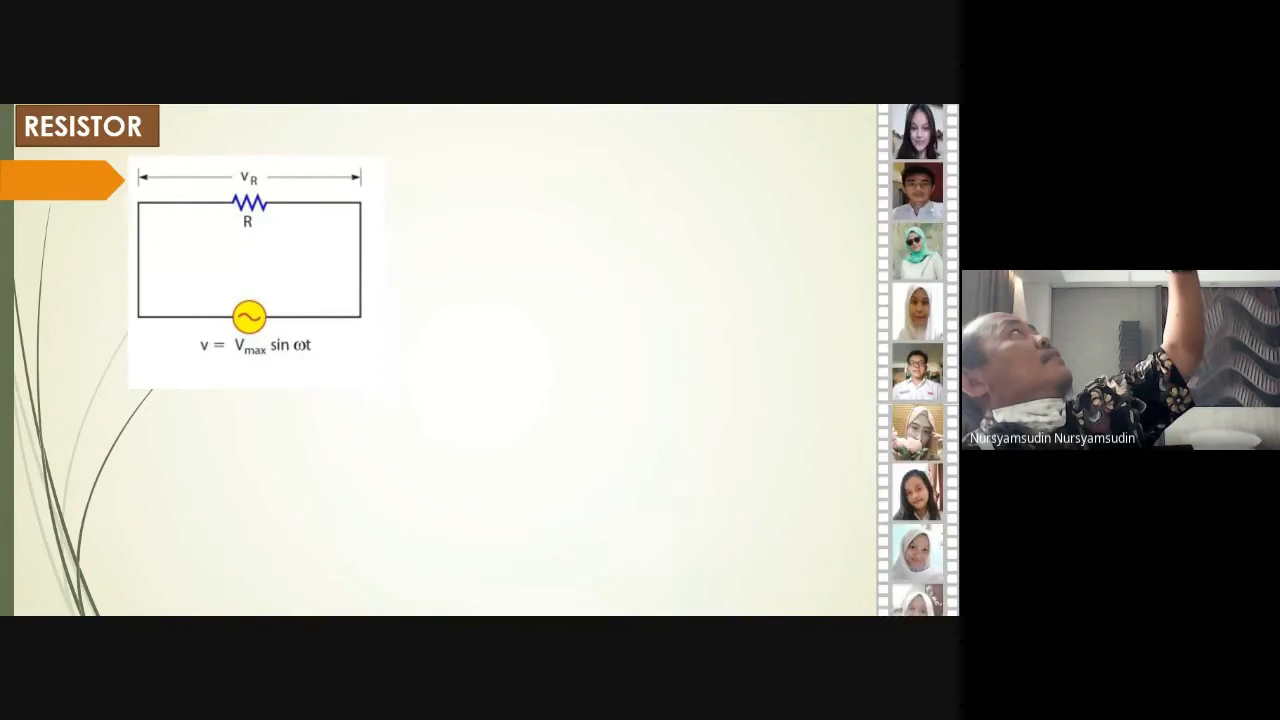 RESISTOR
vR
R
v = Vmax sin ωt
Nursyamsudin Nursyamsudin